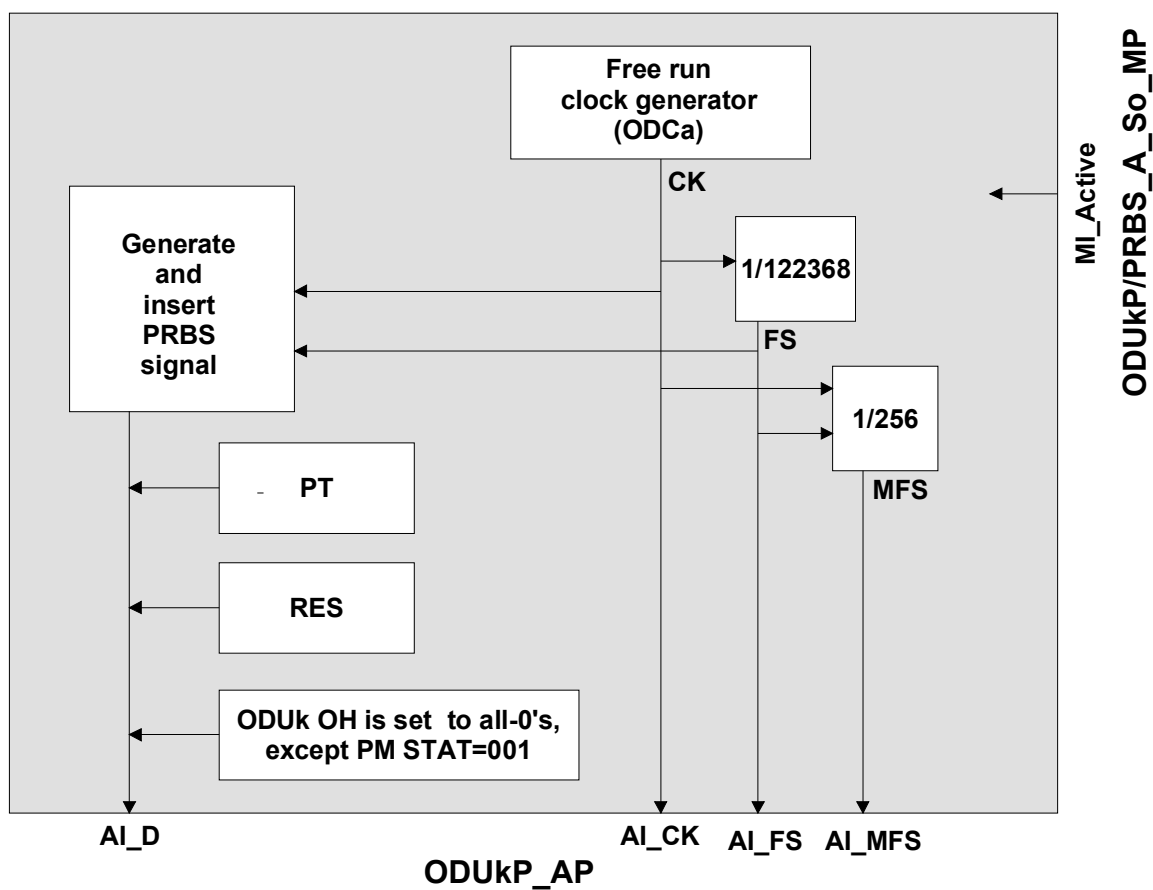 Free run
clock generator
(ODCa)
CK
MI_Active
ODUkP/PRBS_A_So_MP
Generate
and
insert
PRBS
signal
1/122368
FS
1/256
MFS
PT
RES
ODUk OH is set to all-0's,
except PM STAT=001
AI_D
AI_CK
AI_FS
AI_MFS
ODUkP_AP